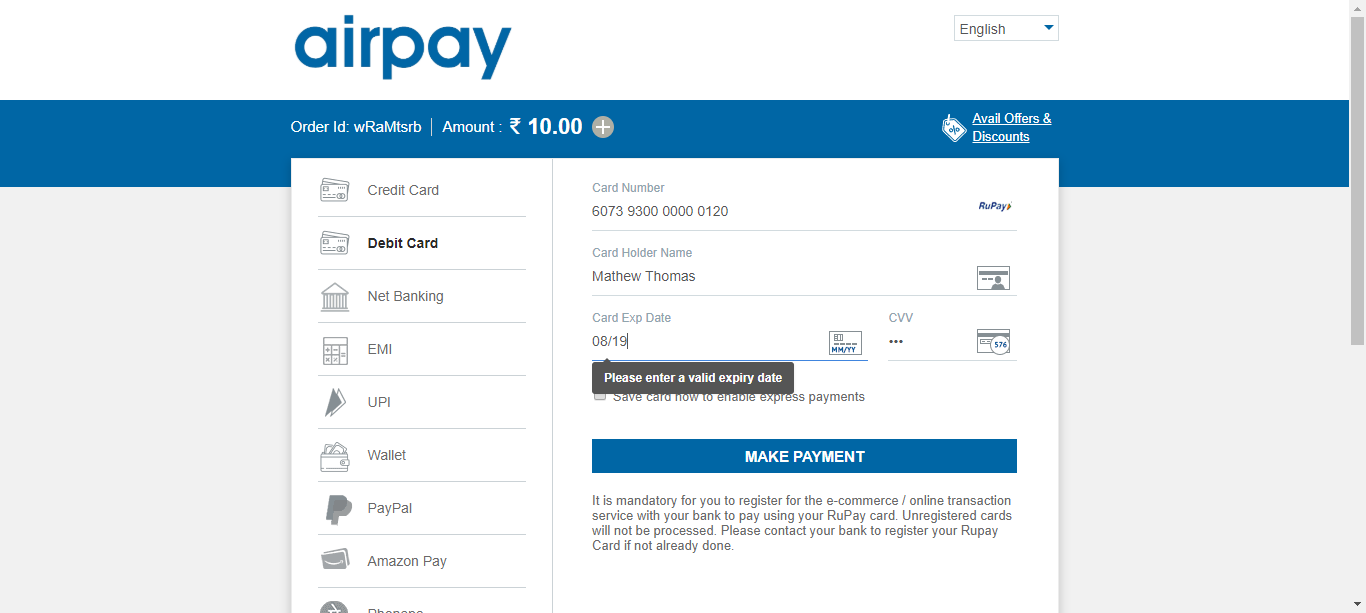 airpay
English
Order Id: wRaMtsrb Amount : ₹ 10.00
Avail Offers &
Discounts
Credit Card
Debit Card
Net Banking
EMI
UPI
Wallet
PayPal
Amazon Pay
Phonepe
Card Number
6073 9300 0000 0120
RuPay
Card Holder Name
Mathew Thomas
Card Exp Date
08/19
MM/YY
CVV
•••
576
Please enter a valid expiry date
Save card now to enable express payments
MAKE PAYMENT
It is mandatory for you to register for the e-commerce / online transaction
service with your bank to pay using your RuPay card. Unregistered cards
will not be processed. Please contact your bank to register your Rupay
Card if not already done.